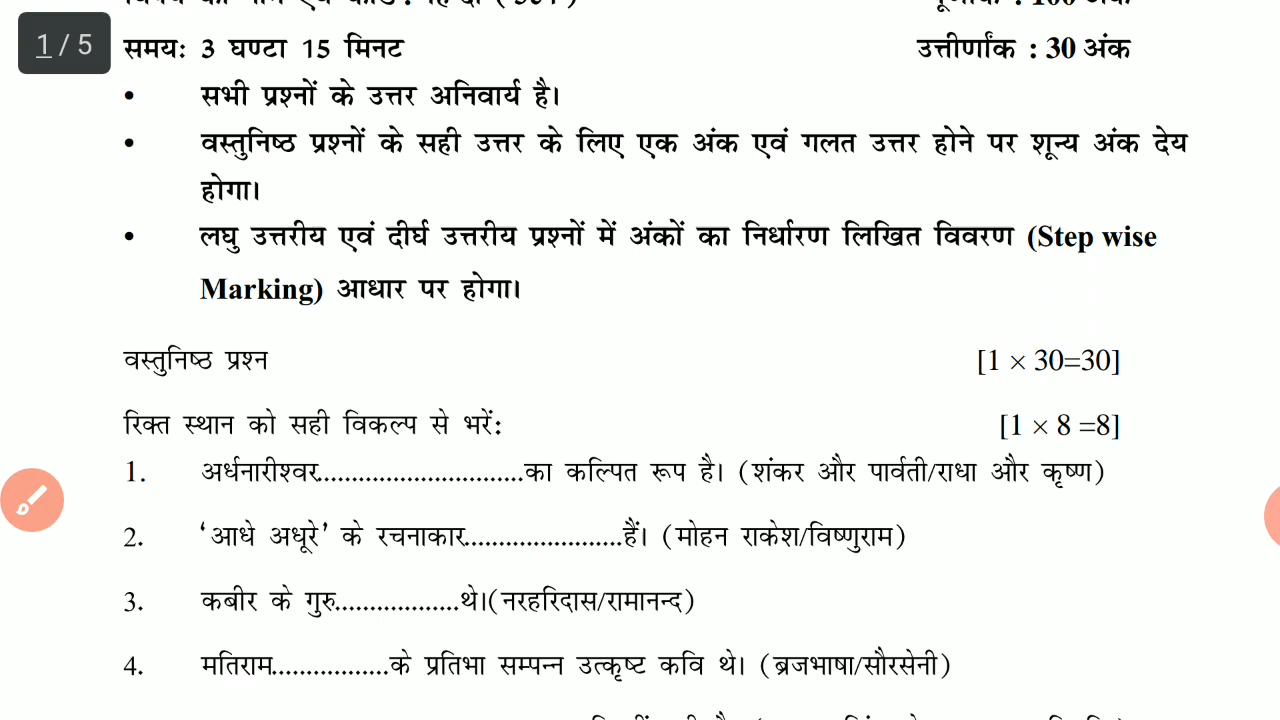 1 / 5
समयः 3 घण्टा 15 मिनट
उत्तीर्णांक : 30 अंक
• सभी प्रश्नों के उत्तर अनिवार्य है।
• वस्तुनिष्ठ प्रश्नों के सही उत्तर के लिए एक अंक एवं गलत उत्तर होने पर शून्य अंक देय
होगा।
• लघु उत्तरीय एवं दीर्घ उत्तरीय प्रश्नों में अंकों का निर्धारण लिखित विवरण (Step wise
Marking) आधार पर होगा।
वस्तुनिष्ठ प्रश्न [1 × 30=30]
रिक्त स्थान को सही विकल्प से भरें: [1 × 8 =8]
1. अर्धनारीश्वर..............................का कल्पित रूप है। (शंकर और पार्वती/राधा और कृष्ण)
2. ‘आधे अधूरे’ के रचनाकार.......................हैं। (मोहन राकेश/विष्णुराम)
3. कबीर के गुरु..................थे।(नरहरिदास/रामानन्द)
4. मतिराम.................के प्रतिभा सम्पन्न उत्कृष्ट कवि थे। (ब्रजभाषा/सौरसेनी)